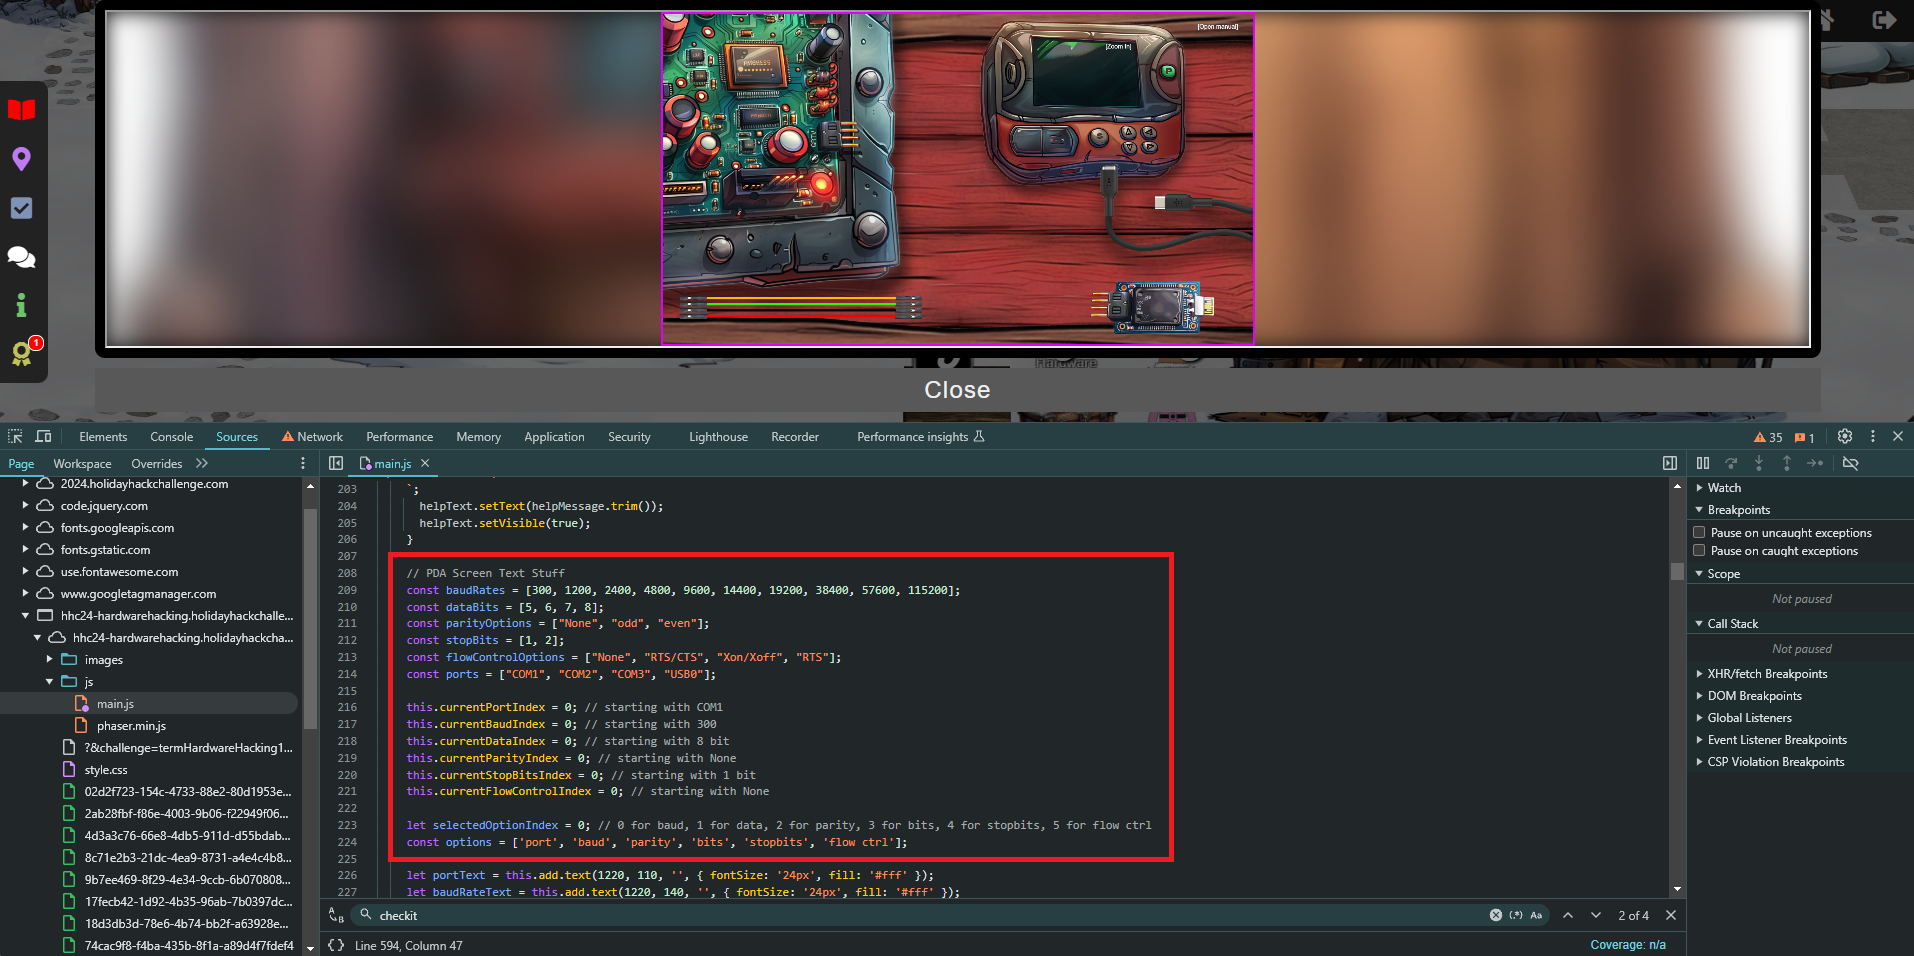 [Open manual]
[Zoom In]
P
S
A
1
Hardware
Close
Elements
Console
Sources
Network
Performance
Memory
Application
Security
Lighthouse
Recorder
Performance insights
35
1
Page
Workspace
Overrides
main.js
2024.holidayhackchallenge.com
code.jquery.com
fonts.googleapis.com
fonts.gstatic.com
use.fontawesome.com
www.googletagmanager.com
hhc24-hardwarehacking.holidayhackchalle...
hhc24-hardwarehacking.holidayhackcha...
images
js
main.js
phaser.min.js
?&challenge=termHardwareHacking1...
style.css
02d2f723-154c-4733-88e2-80d1953e...
2ab28fbf-f86e-4003-9b06-f22949f06...
4d3a3c76-66e8-4db5-911d-d55bdab...
8c71e2b3-21dc-4ea9-8731-a4e4c4b8...
9b7ee469-8f29-4e34-9ccb-6b070808...
17fecb42-1d92-4b35-96ab-7b0397dc...
18d3db3d-78e6-4b74-bb2f-a63928e...
74cac9f8-f4ba-435b-8f1a-a89d4f7fdef4
203 `;
204 helpText.setText(helpMessage.trim());
205 helpText.setVisible(true);
206 }
207
208 // PDA Screen Text Stuff
209 const baudRates = [300, 1200, 2400, 4800, 9600, 14400, 19200, 38400, 57600, 115200];
210 const dataBits = [5, 6, 7, 8];
211 const parityOptions = ["None", "odd", "even"];
212 const stopBits = [1, 2];
213 const flowControlOptions = ["None", "RTS/CTS", "Xon/Xoff", "RTS"];
214 const ports = ["COM1", "COM2", "COM3", "USB0"];
215
216 this.currentPortIndex = 0; // starting with COM1
217 this.currentBaudIndex = 0; // starting with 300
218 this.currentDataIndex = 0; // starting with 8 bit
219 this.currentParityIndex = 0; // starting with None
220 this.currentStopBitsIndex = 0; // starting with 1 bit
221 this.currentFlowControlIndex = 0; // starting with None
222
223 let selectedOptionIndex = 0; // 0 for baud, 1 for data, 2 for parity, 3 for bits, 4 for stopbits, 5 for flow ctrl
224 const options = ['port', 'baud', 'parity', 'bits', 'stopbits', 'flow ctrl'];
225
226 let portText = this.add.text(1220, 110, '', { fontSize: '24px', fill: '#fff' });
227 let baudRateText = this.add.text(1220, 140, '', { fontSize: '24px', fill: '#fff' });
checkit
(.*)
Aa
2 of 4
{ } Line 594, Column 47
Coverage: n/a
Watch
Breakpoints
Pause on uncaught exceptions
Pause on caught exceptions
Scope
Not paused
Call Stack
Not paused
XHR/fetch Breakpoints
DOM Breakpoints
Global Listeners
Event Listener Breakpoints
CSP Violation Breakpoints